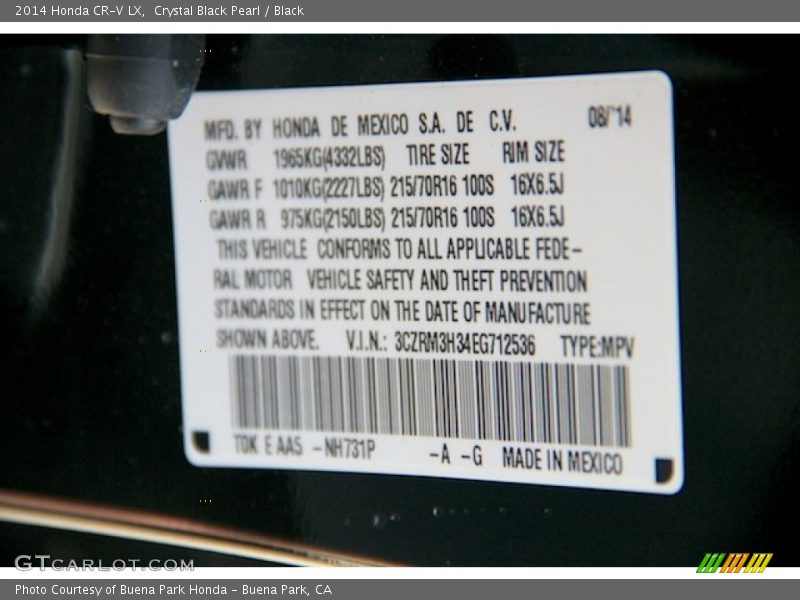 2014 Honda CR-V LX, Crystal Black Pearl / Black
MFD. BY HONDA DE MEXICO S.A. DE C.V. 08/'14
GVWR 1965KG(4332LBS) TIRE SIZE RIM SIZE
GAWR F 1010KG(2227LBS) 215/70R16 100S 16X6.5J
GAWR R 975KG(2150LBS) 215/70R16 100S 16X6.5J
THIS VEHICLE CONFORMS TO ALL APPLICABLE FEDE-
RAL MOTOR VEHICLE SAFETY AND THEFT PREVENTION
STANDARDS IN EFFECT ON THE DATE OF MANUFACTURE
SHOWN ABOVE. V.I.N.: 3CZRM3H34EG712536 TYPE:MPV
TDK E AA5 -NH731P -A -G MADE IN MEXICO
GTCARLOT.COM
Photo Courtesy of Buena Park Honda - Buena Park, CA